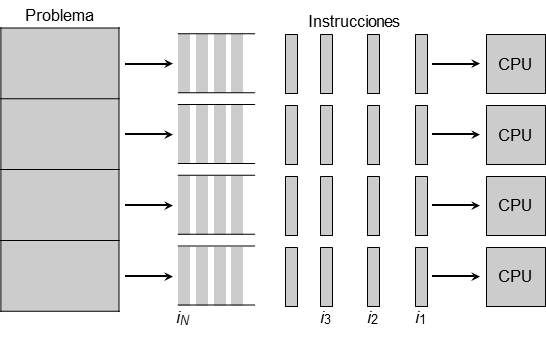 Problema
Instrucciones
CPU
CPU
CPU
CPU
iN i3 i2 i1